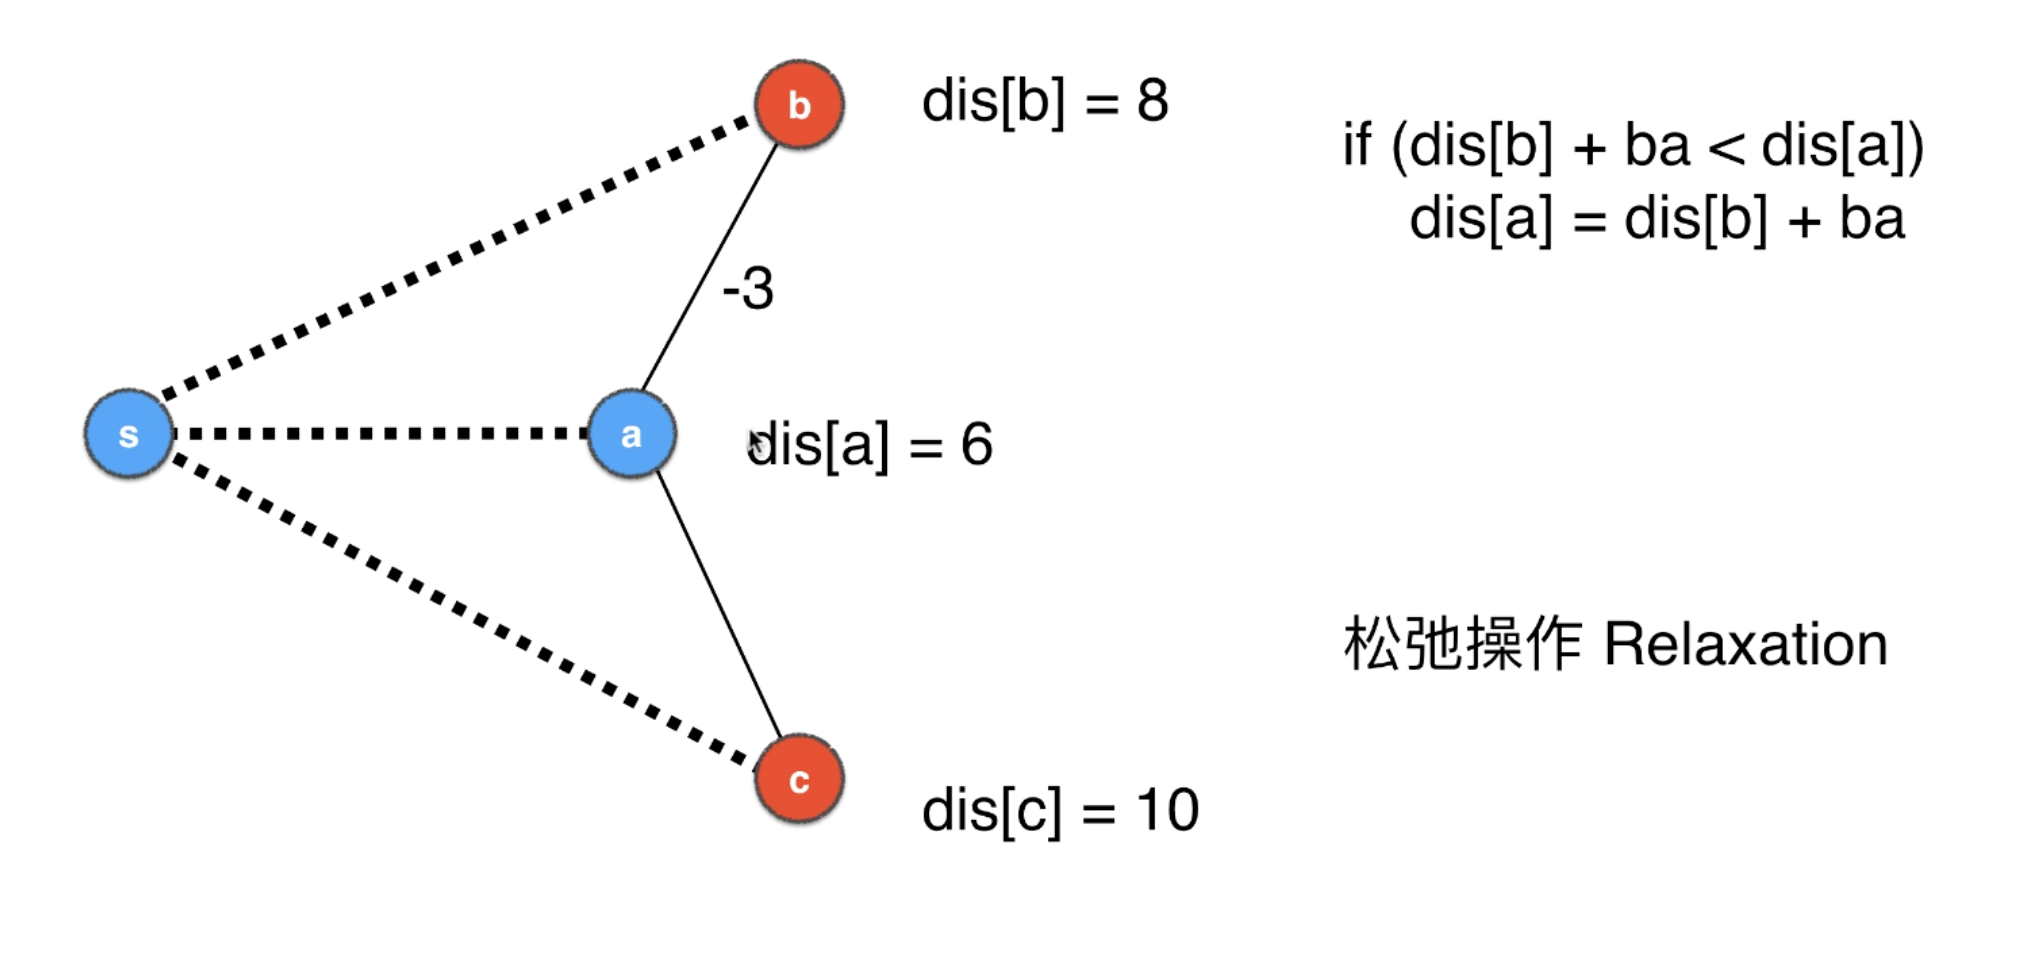 b
dis[b] = 8
if (dis[b] + ba < dis[a])
dis[a] = dis[b] + ba
-3
s
a
dis[a] = 6
松弛操作 Relaxation
c
dis[c] = 10